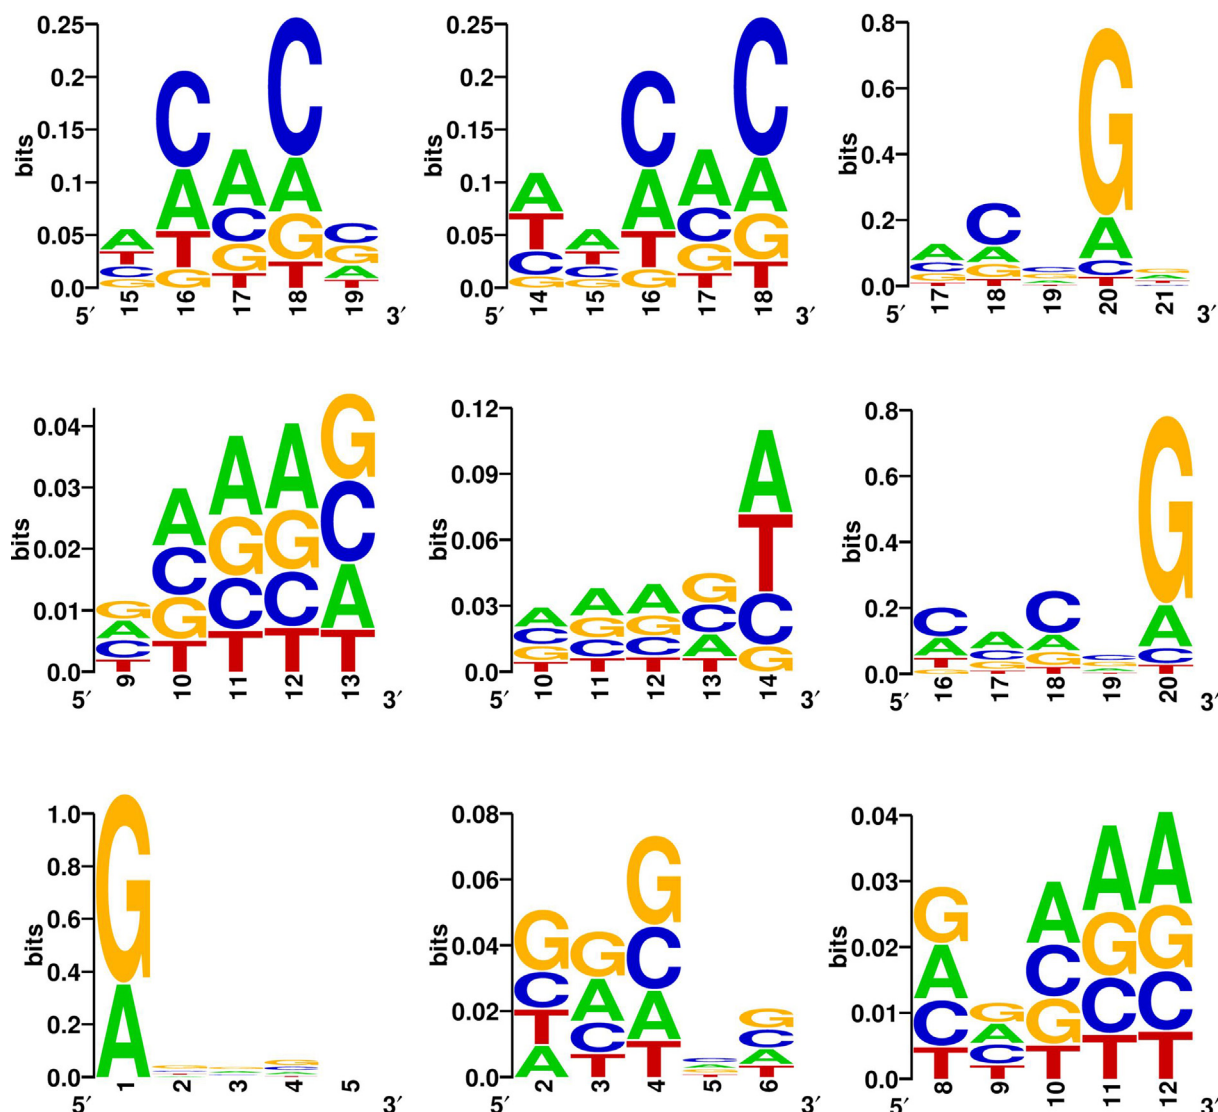 0.25
0.2
0.15
0.1
0.05
0.0
bits
A T C G
C A T G
A C G T
C A G T
C G A T
5′ 15 16 17 18 19 3′
0.25
0.2
0.15
0.1
0.05
0.0
bits
A T C G
A T C G
C A T G
A C G T
C A G T
5′ 14 15 16 17 18 3′
0.8
0.6
0.4
0.2
0.0
bits
A C G T
C A G T
C G A
G A C T
G A
5′ 17 18 19 20 21 3′
0.04
0.03
0.02
0.01
0.0
bits
G A C T
A C G T
A G C T
A G C T
G C A T
5′ 9 10 11 12 13 3′
0.12
0.09
0.06
0.03
0.0
bits
A C G T
A G C T
A G C T
G C A T
A T C G
5′ 10 11 12 13 14 3′
0.8
0.6
0.4
0.2
0.0
bits
C A T G
A C G T
C A G T
C G A
G A C T
5′ 16 17 18 19 20 3′
1.0
0.8
0.6
0.4
0.2
0.0
bits
G A
5′ 1 2 3 4 5 3′
0.08
0.06
0.04
0.02
0.0
bits
G C T A
G A C T
G C A T
C A G T
G C A T
5′ 2 3 4 5 6 3′
0.04
0.03
0.02
0.01
0.0
bits
G A C T
G A C T
A C G T
A G C T
A G C T
5′ 8 9 10 11 12 3′